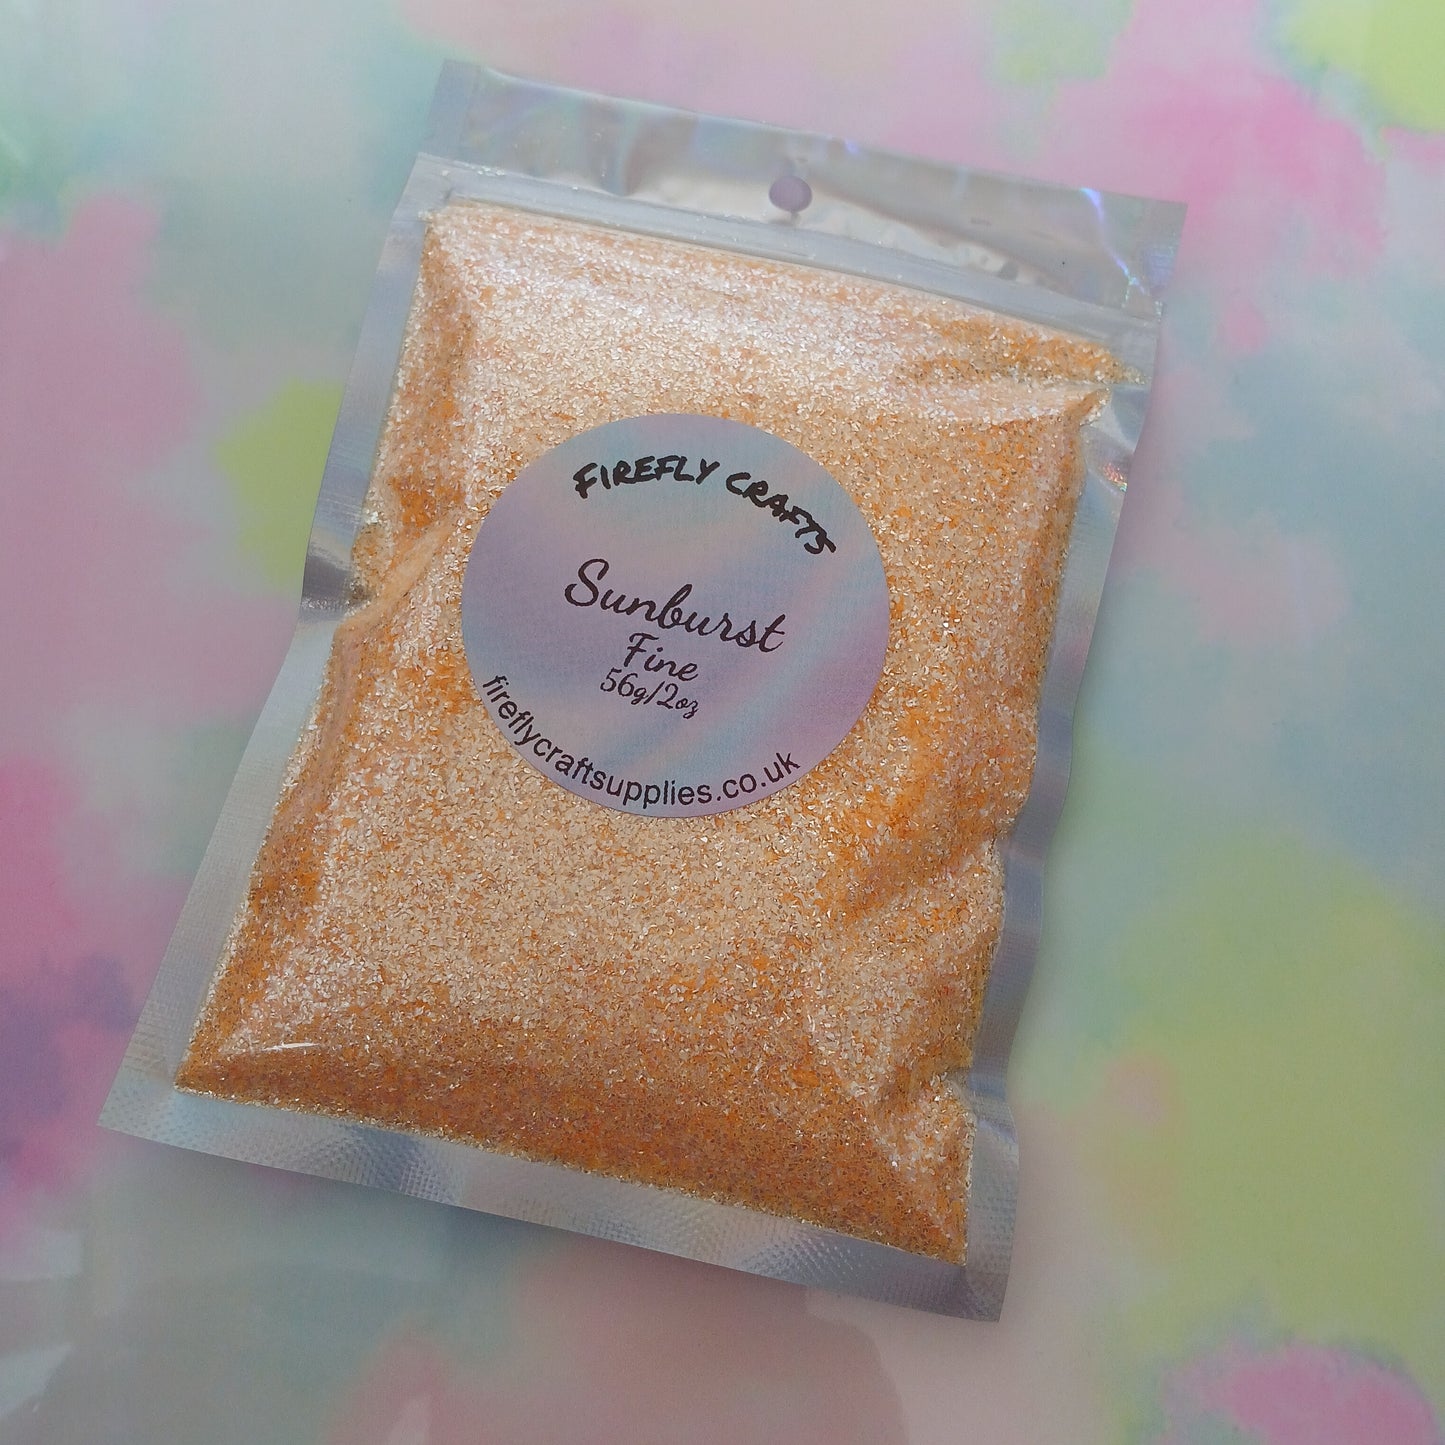 FIREFLY CRAFTS
Sunburst
Fine
56g/2oz
fireflycraftsupplies.co.uk